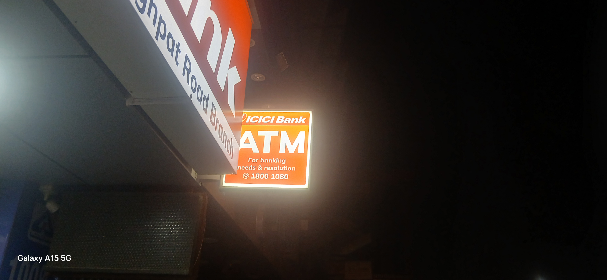 nk
ghpat Road Branch
ICICI Bank
ATM
For banking
needs & resolution
@ 1800 1080
Galaxy A15 5G